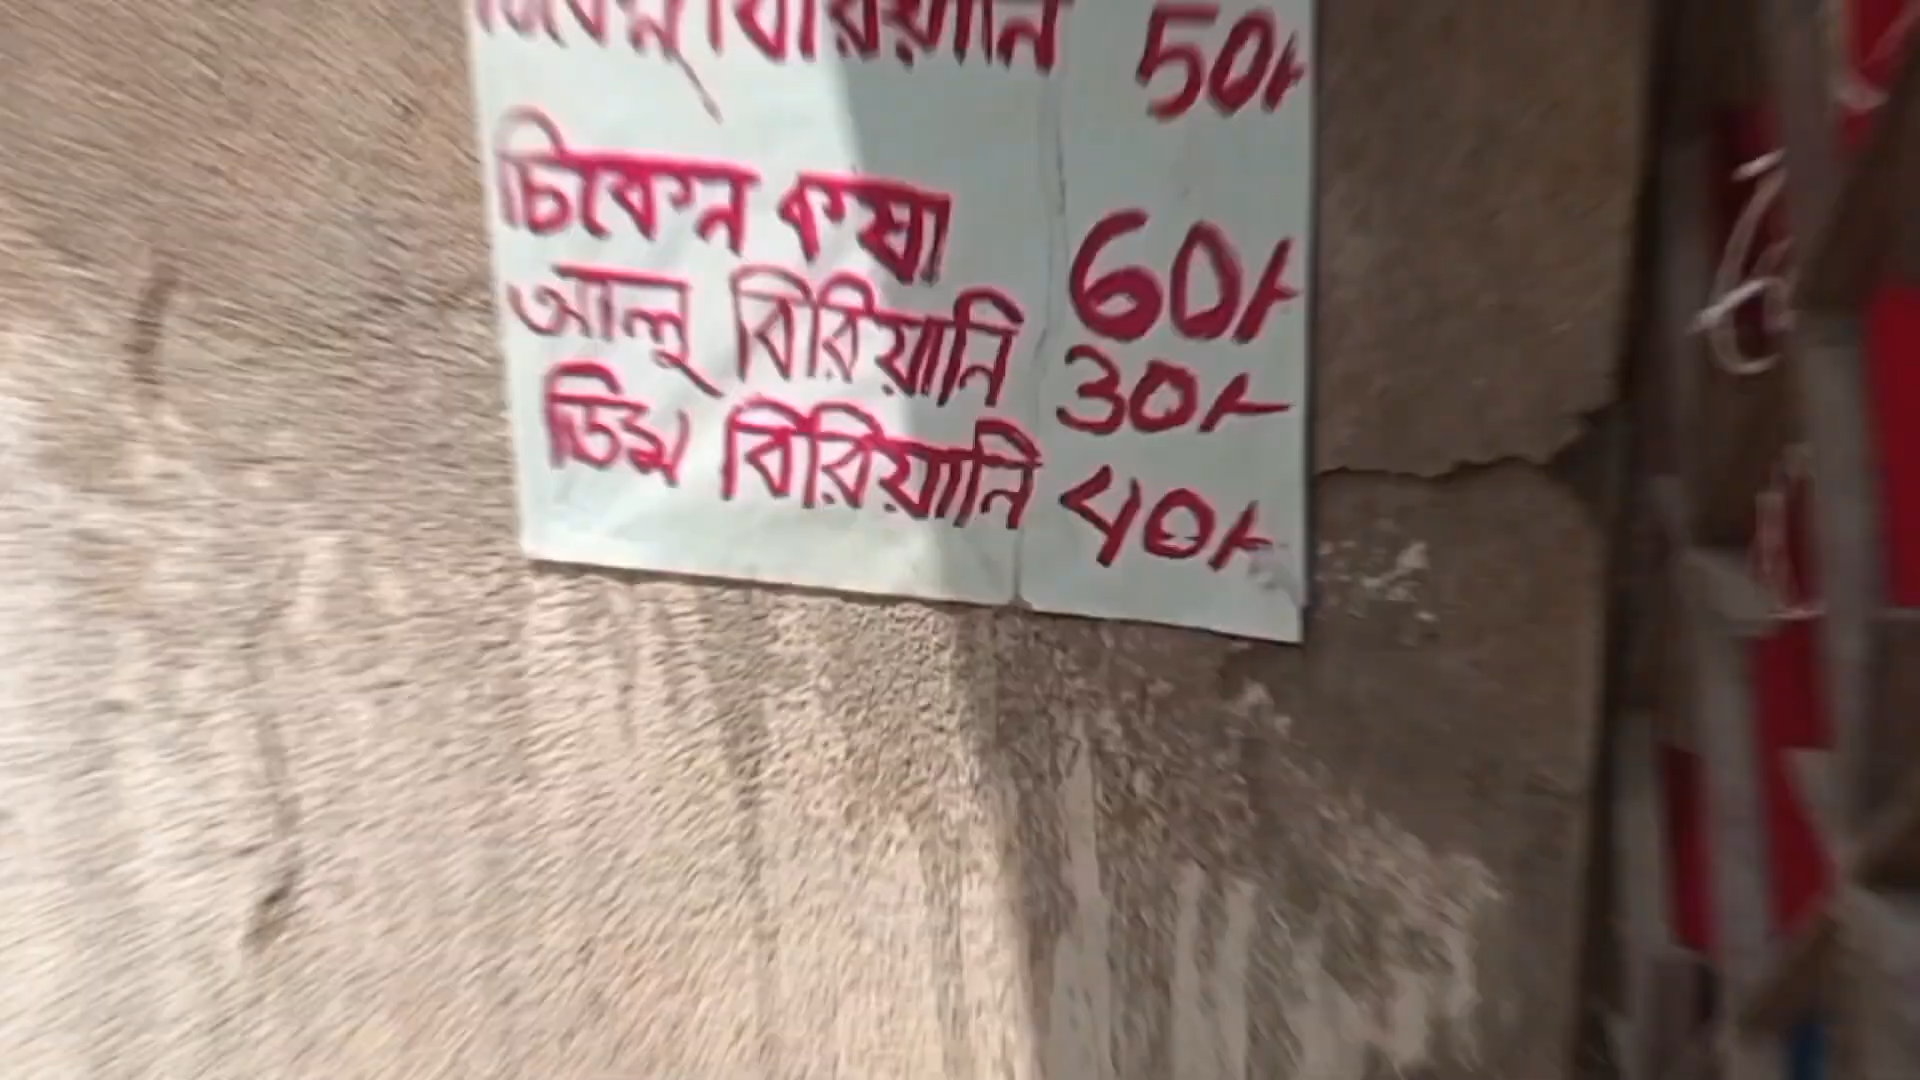 চিকেন বিরিয়ানি 50/-
চিকেন কষা 60/-
আলু বিরিয়ানি 30/-
ডিম বিরিয়ানি 40/-